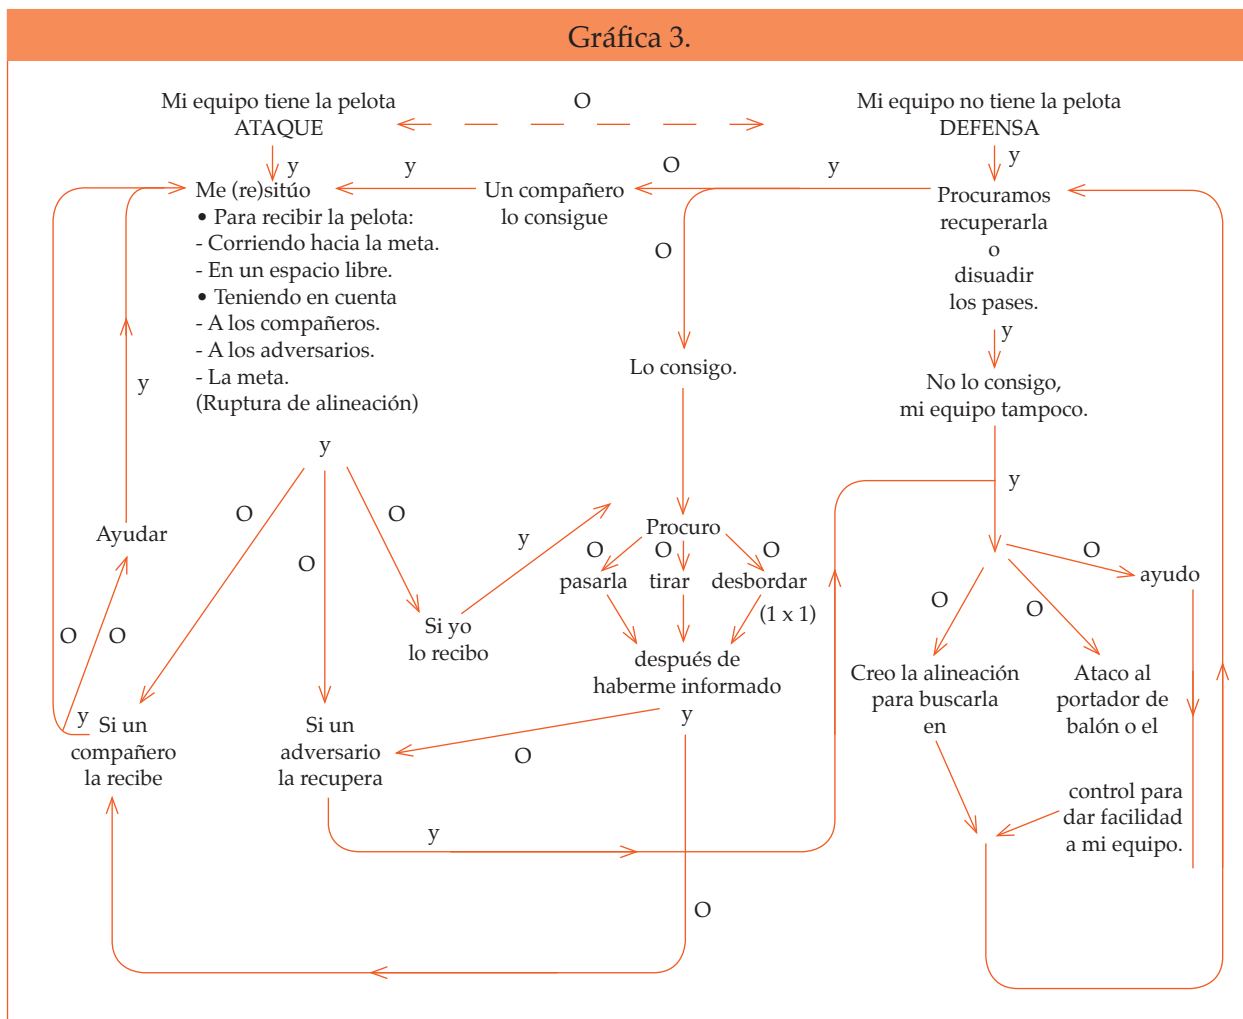 Gráfica 3.
Mi equipo tiene la pelota
ATAQUE
O
Mi equipo no tiene la pelota
DEFENSA
y
y
Me (re)sitúo
• Para recibir la pelota:
- Corriendo hacia la meta.
- En un espacio libre.
• Teniendo en cuenta
- A los compañeros.
- A los adversarios.
- La meta.
(Ruptura de alineación)
y
Un compañero
lo consigue
O
y
Procuramos
recuperarla
o
disuadir
los pases.
O
y
Lo consigo.
No lo consigo,
mi equipo tampoco.
y
y
y
O
O
O
Ayudar
y
O
O
y
Si un
compañero
la recibe
Si un
adversario
la recupera
Si yo
lo recibo
y
Procuro
O
O
O
pasarla
tirar
desbordar
(1 x 1)
después de
haberme informado
y
O
O
y
O
ayudo
O
O
Creo la alineación
para buscarla
en
Ataco al
portador de
balón o el
control para
dar facilidad
a mi equipo.